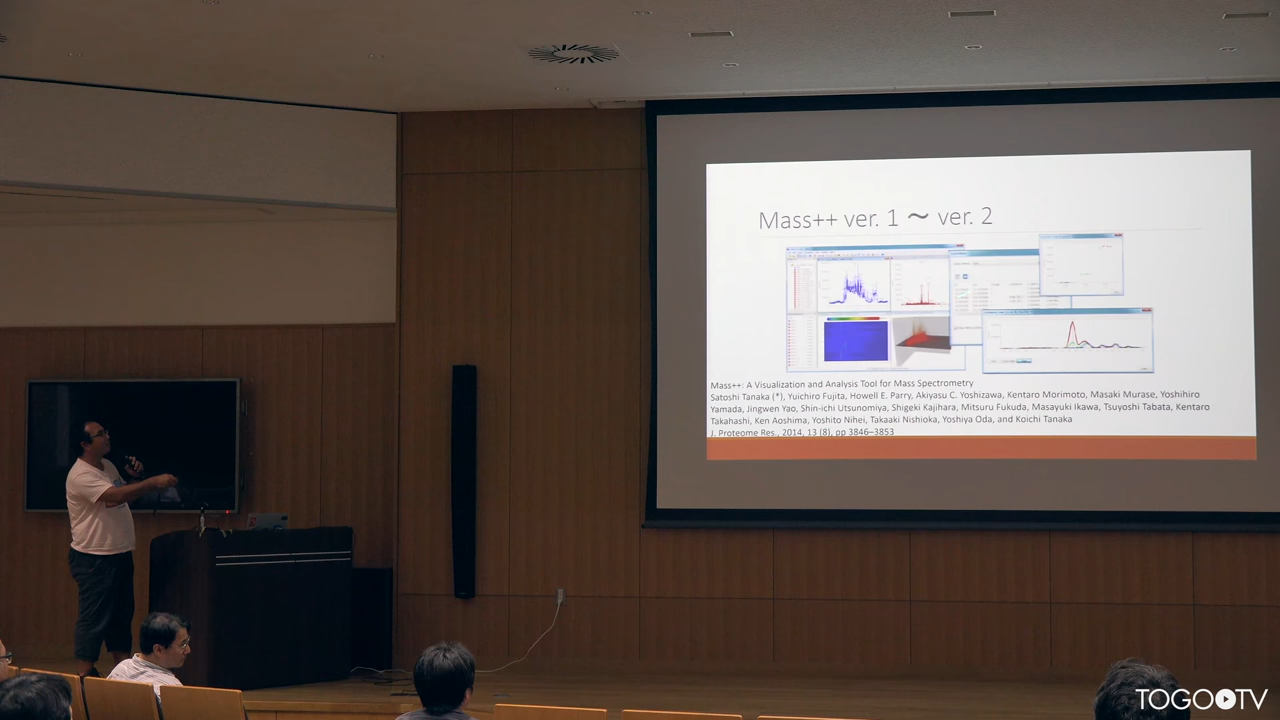 Mass++ ver. 1 ～ ver. 2
Mass++: A Visualization and Analysis Tool for Mass Spectrometry
Satoshi Tanaka (*), Yuichiro Fujita, Howell E. Parry, Akiyasu C. Yoshizawa, Kentaro Morimoto, Masaki Murase, Yoshihiro
Yamada, Jingwen Yao, Shin-ichi Utsunomiya, Shigeki Kajihara, Mitsuru Fukuda, Masayuki Ikawa, Tsuyoshi Tabata, Kentaro
Takahashi, Ken Aoshima, Yoshito Nihei, Takaaki Nishioka, Yoshiya Oda, and Koichi Tanaka
J. Proteome Res., 2014, 13 (8), pp 3846–3853
TOGOTV